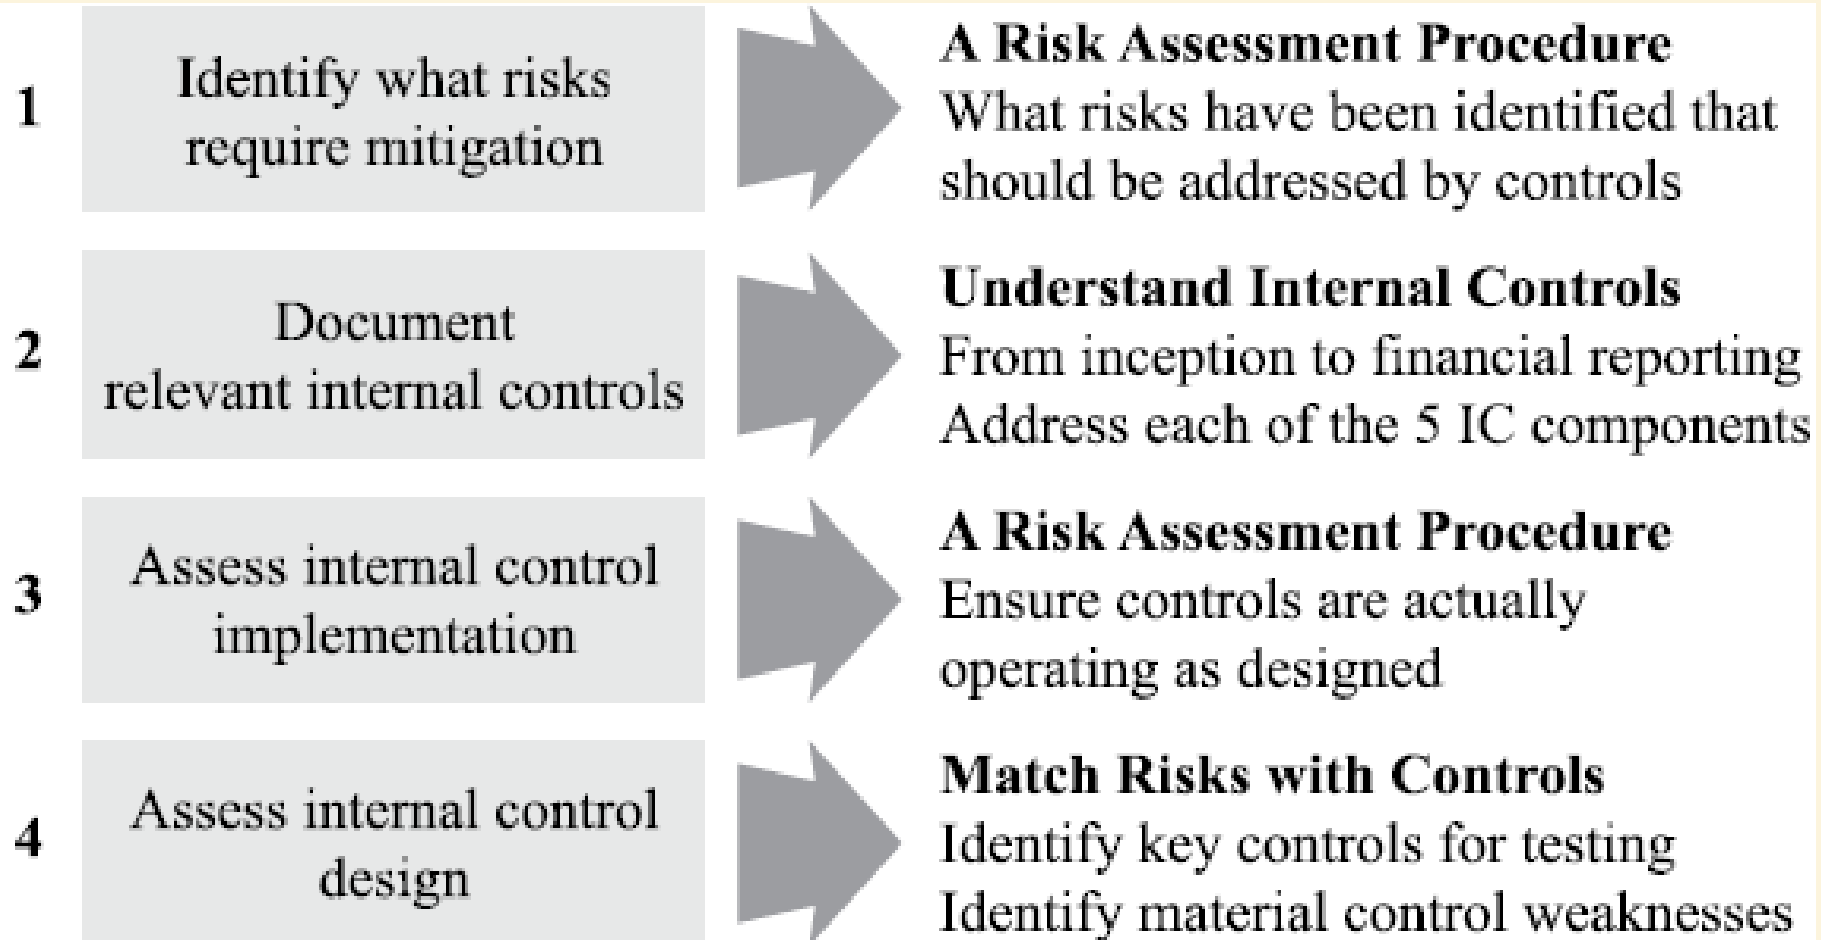 1
Identify what risks
require mitigation
A Risk Assessment Procedure
What risks have been identified that
should be addressed by controls
2
Document
relevant internal controls
Understand Internal Controls
From inception to financial reporting
Address each of the 5 IC components
3
Assess internal control
implementation
A Risk Assessment Procedure
Ensure controls are actually
operating as designed
4
Assess internal control
design
Match Risks with Controls
Identify key controls for testing
Identify material control weaknesses